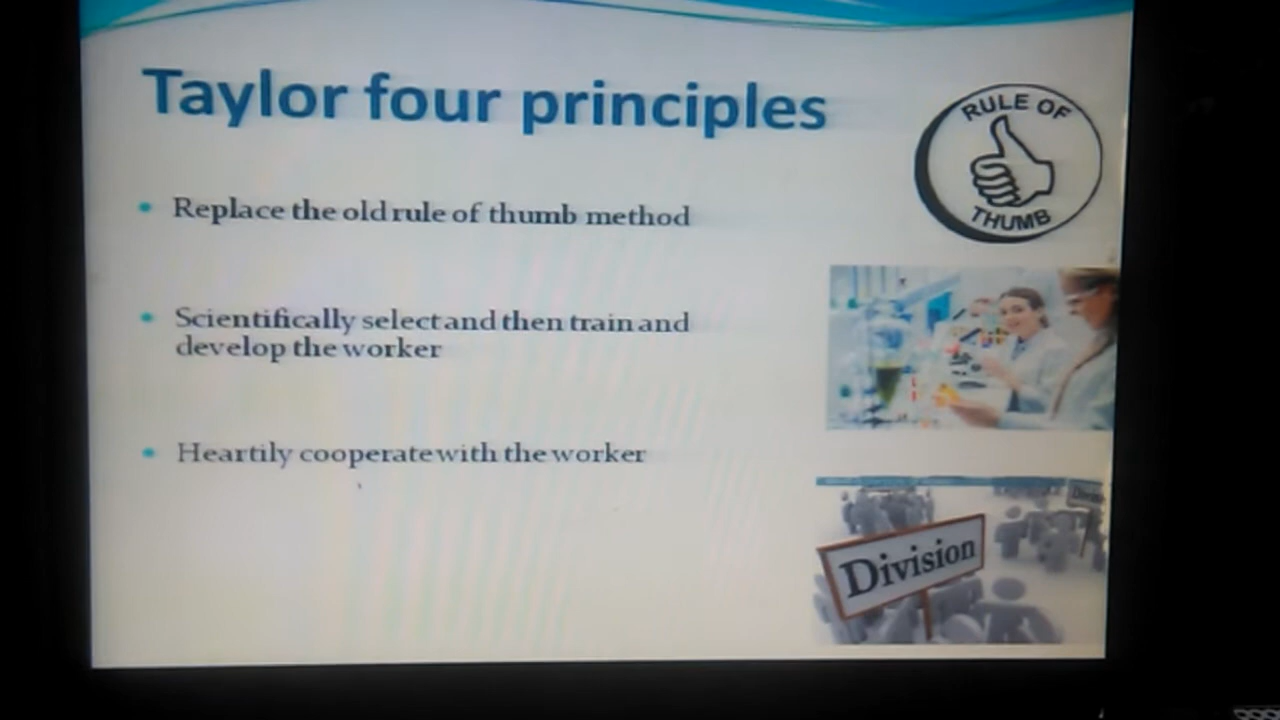 Taylor four principles
RULE OF
THUMB
Replace the old rule of thumb method
Scientifically select and then train and
develop the worker
Heartily cooperate with the worker
Division